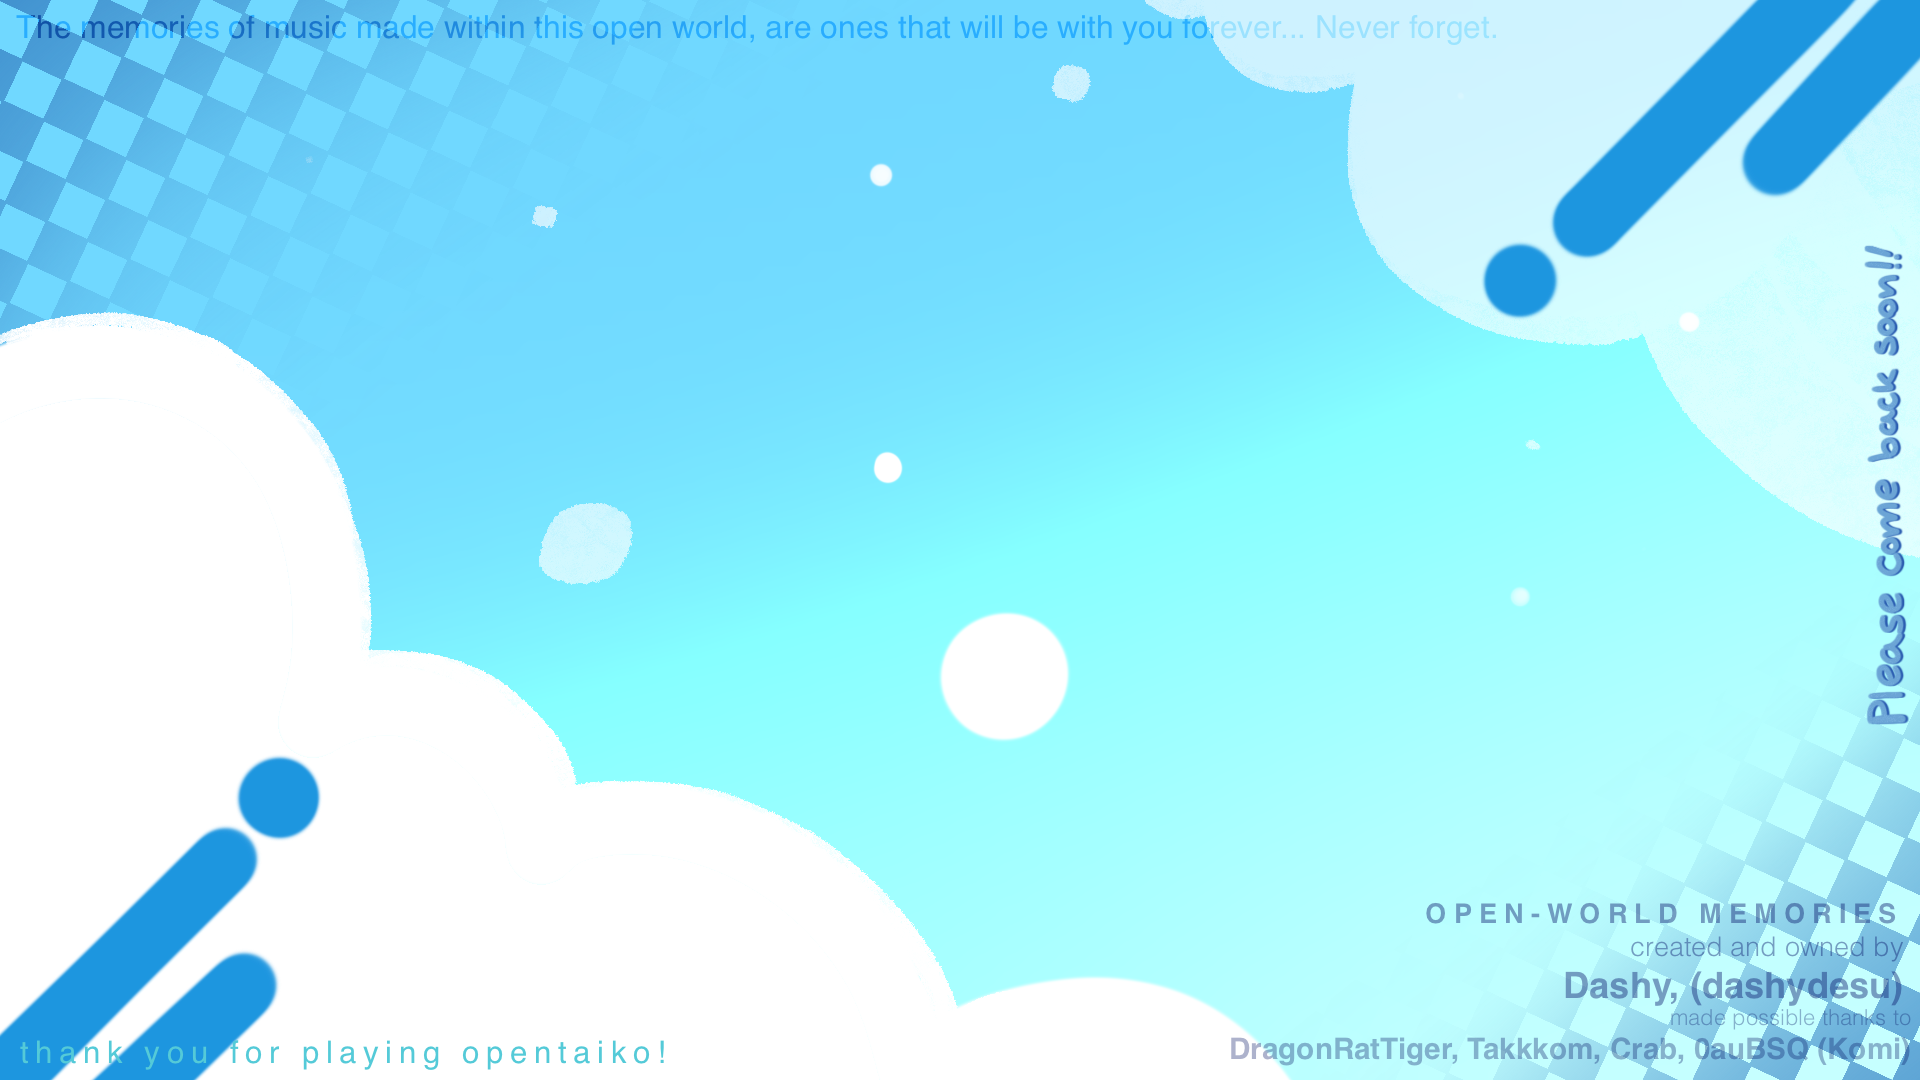 The memories of music made within this open world, are ones that will be with you forever... Never forget.
Please come back soon!!
OPEN-WORLD MEMORIES
created and owned by
Dashy, (dashydesu)
made possible thanks to
DragonRatTiger, Takkkom, Crab, 0auBSQ (Komi)
thank you for playing opentaiko!